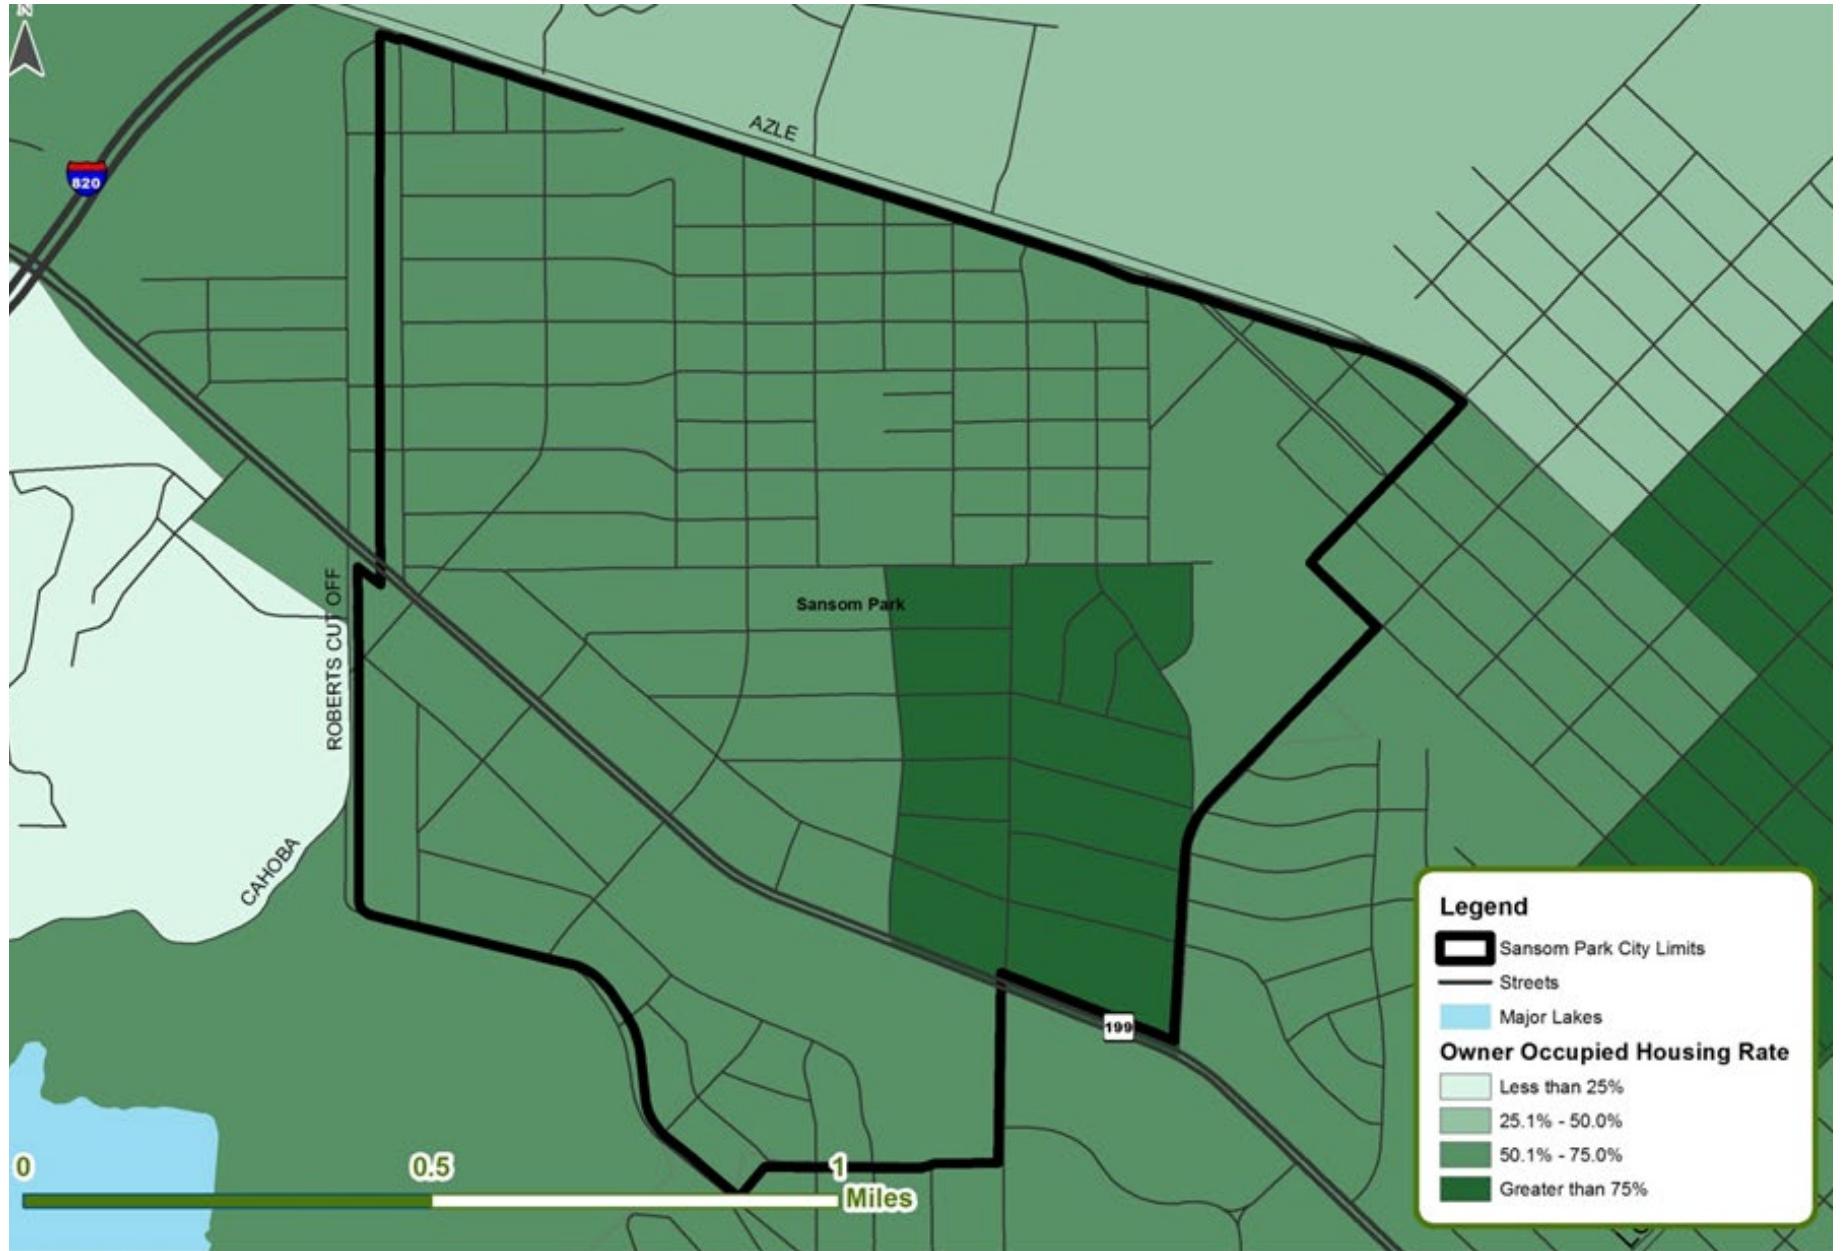 N
820
AZLE
Sansom Park
ROBERTS CUT OFF
CAHOBA
199
0
0.5
1
Miles
Legend
Sansom Park City Limits
Streets
Major Lakes
Owner Occupied Housing Rate
Less than 25%
25.1% - 50.0%
50.1% - 75.0%
Greater than 75%